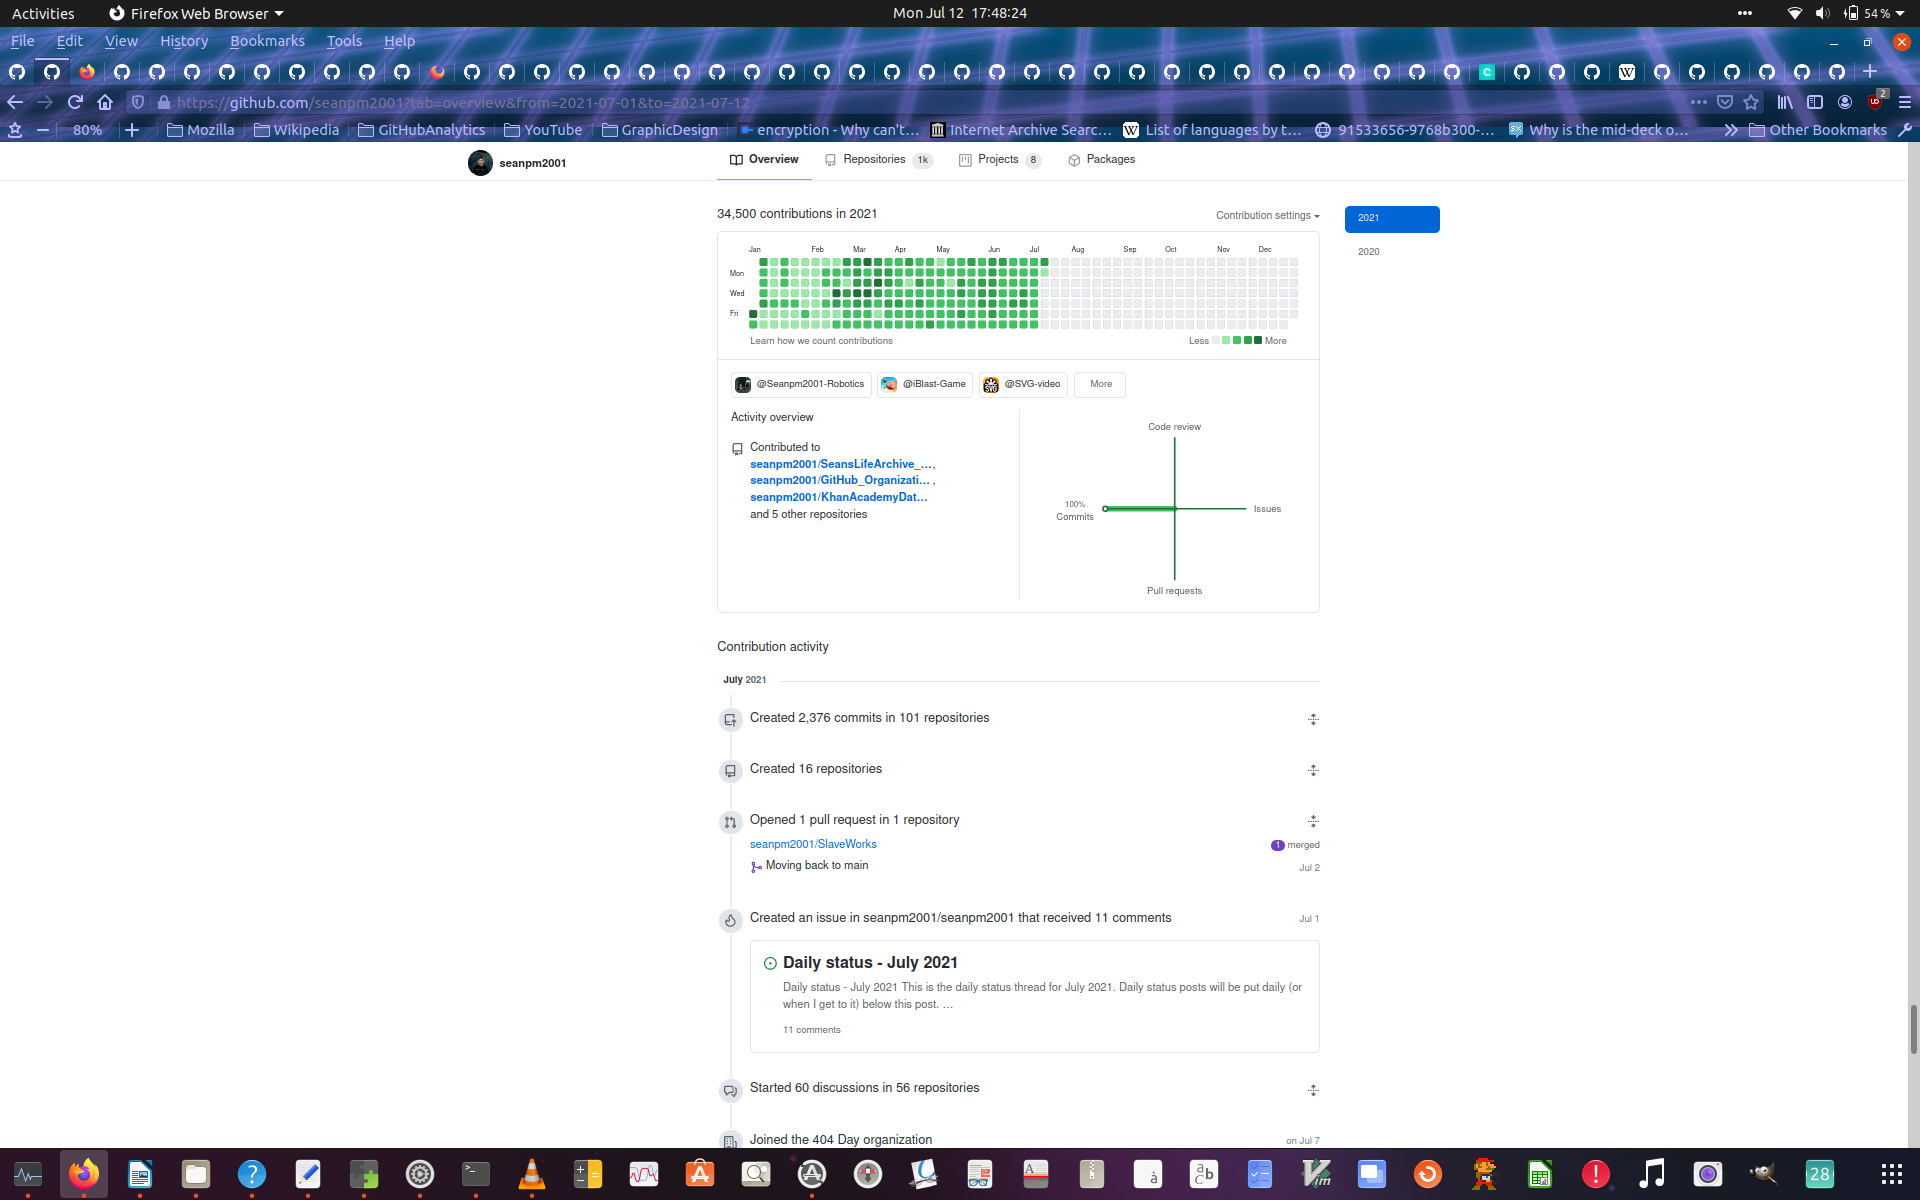 Activities
Firefox Web Browser
Mon Jul 12 17:48:24
54 %
File Edit View History Bookmarks Tools Help
https://github.com/seanpm2001?tab=overview&from=2021-07-01&to=2021-07-12
2
80%
Mozilla
Wikipedia
GitHubAnalytics
YouTube
GraphicDesign
encryption - Why can't…
Internet Archive Searc…
List of languages by t…
91533656-9768b300-…
Why is the mid-deck o…
Other Bookmarks
seanpm2001
Overview
Repositories 1k
Projects 8
Packages
34,500 contributions in 2021
Contribution settings
2021
2020
Jan Feb Mar Apr May Jun Jul Aug Sep Oct Nov Dec
Mon
Wed
Fri
Learn how we count contributions
Less More
@Seanpm2001-Robotics
@iBlast-Game
@SVG-video
More
Activity overview
Contributed to
seanpm2001/SeansLifeArchive_…,
seanpm2001/GitHub_Organizati… ,
seanpm2001/KhanAcademyDat…
and 5 other repositories
Code review
100%
Commits
Issues
Pull requests
Contribution activity
July 2021
Created 2,376 commits in 101 repositories
Created 16 repositories
Opened 1 pull request in 1 repository
seanpm2001/SlaveWorks
1 merged
Moving back to main
Jul 2
Created an issue in seanpm2001/seanpm2001 that received 11 comments
Jul 1
Daily status - July 2021
Daily status - July 2021 This is the daily status thread for July 2021. Daily status posts will be put daily (or
when I get to it) below this post. …
11 comments
Started 60 discussions in 56 repositories
Joined the 404 Day organization
on Jul 7
28